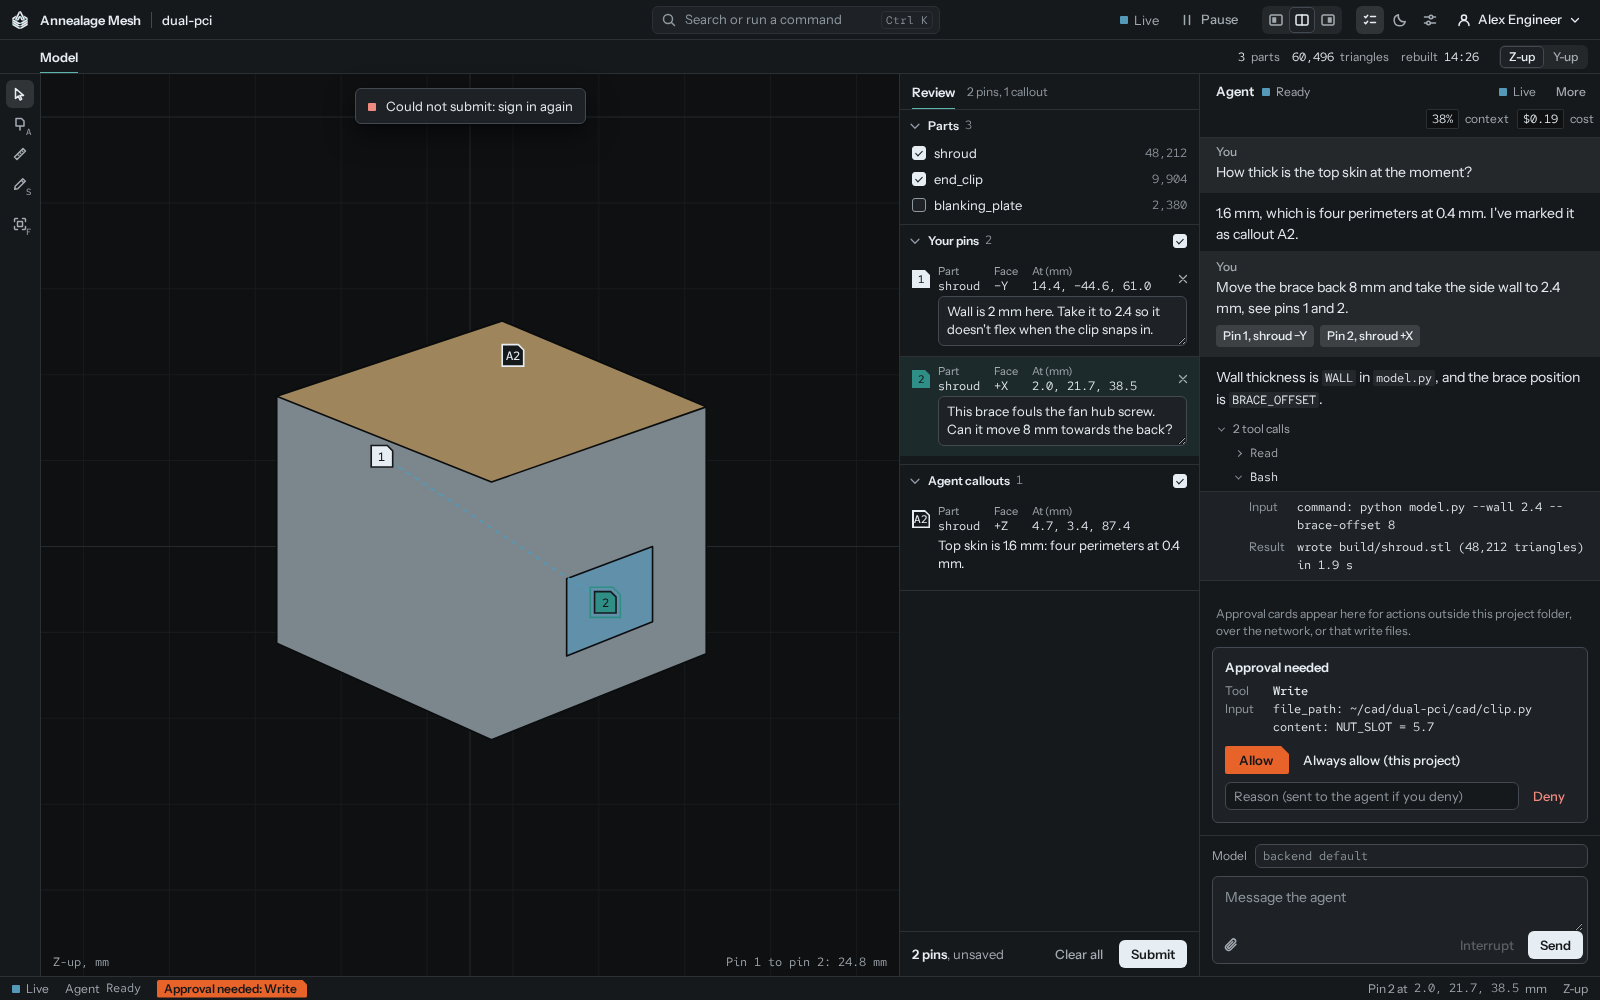 Annealage Mesh
dual-pci
Search or run a command
Ctrl K
Live
Pause
Alex Engineer
Model
3 parts 60,496 triangles rebuilt 14:26
Z-up
Y-up
A
S
F
Could not submit: sign in again
A2
1
2
Z-up, mm
Pin 1 to pin 2: 24.8 mm
Review
2 pins, 1 callout
Parts 3
shroud 48,212
end_clip 9,904
blanking_plate 2,380
Your pins 2
1
Part Face At (mm)
shroud −Y 14.4, −44.6, 61.0
Wall is 2 mm here. Take it to 2.4 so it
doesn't flex when the clip snaps in.
2
Part Face At (mm)
shroud +X 2.0, 21.7, 38.5
This brace fouls the fan hub screw.
Can it move 8 mm towards the back?
Agent callouts 1
A2
Part Face At (mm)
shroud +Z 4.7, 3.4, 87.4
Top skin is 1.6 mm: four perimeters at 0.4
mm.
2 pins, unsaved
Clear all
Submit
Agent
Ready
Live
More
38% context $0.19 cost
You
How thick is the top skin at the moment?
1.6 mm, which is four perimeters at 0.4 mm. I've marked it
as callout A2.
You
Move the brace back 8 mm and take the side wall to 2.4
mm, see pins 1 and 2.
Pin 1, shroud −Y
Pin 2, shroud +X
Wall thickness is WALL in model.py, and the brace position
is BRACE_OFFSET.
2 tool calls
Read
Bash
Input command: python model.py --wall 2.4 --
brace-offset 8
Result wrote build/shroud.stl (48,212 triangles)
in 1.9 s
Approval cards appear here for actions outside this project folder,
over the network, or that write files.
Approval needed
Tool Write
Input file_path: ~/cad/dual-pci/cad/clip.py
content: NUT_SLOT = 5.7
Allow
Always allow (this project)
Reason (sent to the agent if you deny)
Deny
Model
backend default
Message the agent
Interrupt
Send
Live
Agent Ready
Approval needed: Write
Pin 2 at 2.0, 21.7, 38.5 mm
Z-up